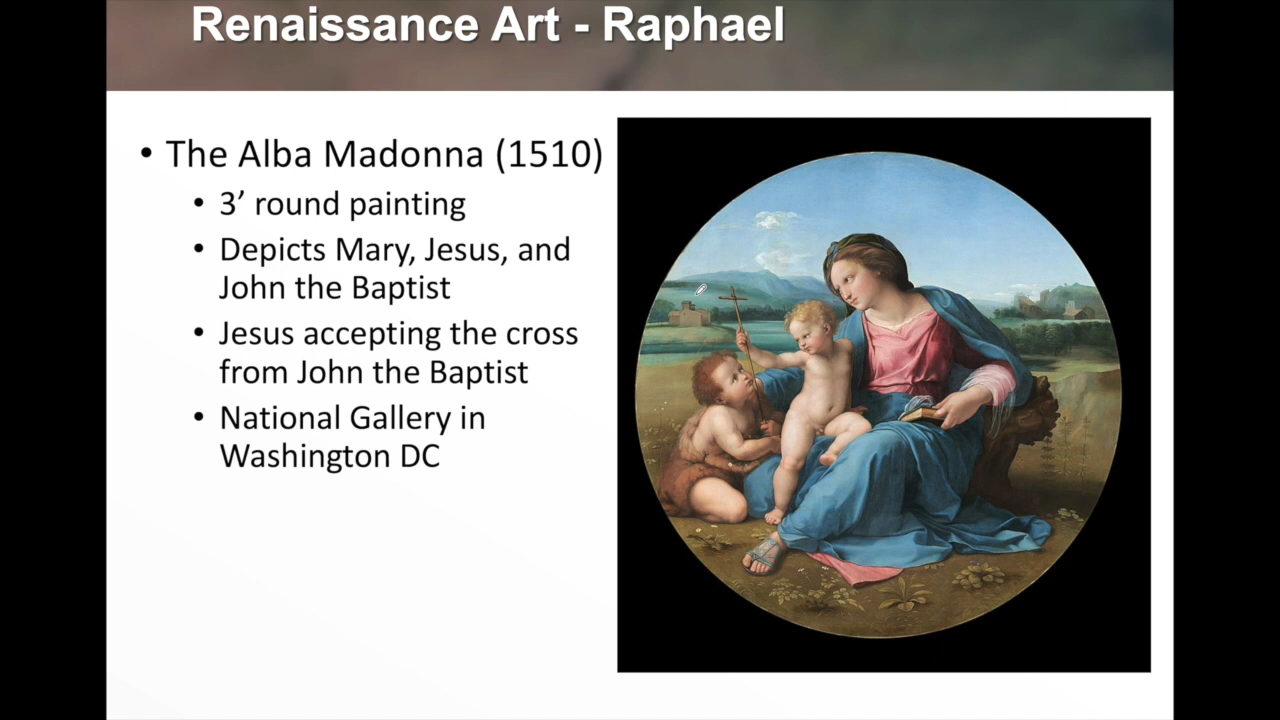 Renaissance Art - Raphael
• The Alba Madonna (1510)
• 3’ round painting
• Depicts Mary, Jesus, and
John the Baptist
• Jesus accepting the cross
from John the Baptist
• National Gallery in
Washington DC